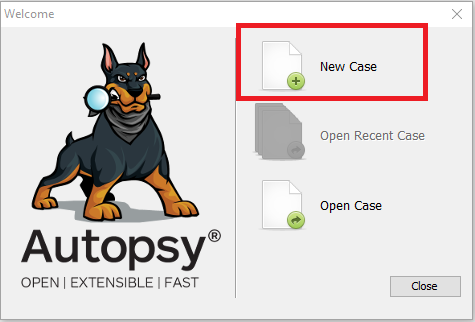 Welcome
New Case
Open Recent Case
Open Case
Autopsy®
OPEN | EXTENSIBLE | FAST
Close